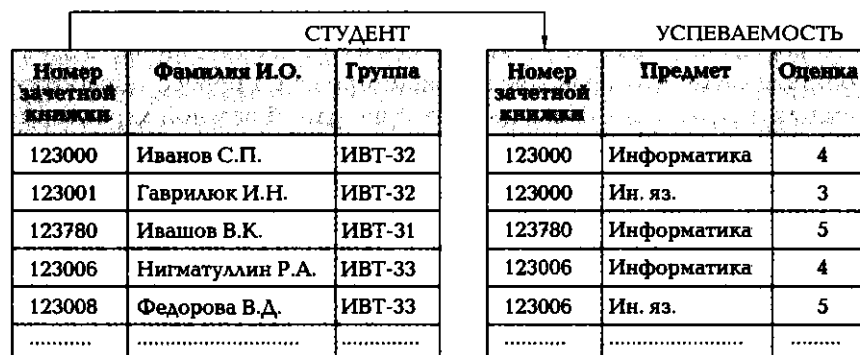 СТУДЕНТ УСПЕВАЕМОСТЬ
Номер зачетной книжки Фамилия И.О. Группа Номер зачетной книжки Предмет Оценка
123000 Иванов С.П. ИВТ-32 123000 Информатика 4
123001 Гаврилюк И.Н. ИВТ-32 123000 Ин. яз. 3
123780 Ивашов В.К. ИВТ-31 123780 Информатика 5
123006 Нигматуллин Р.А. ИВТ-33 123006 Информатика 4
123008 Федорова В.Д. ИВТ-33 123006 Ин. яз. 5